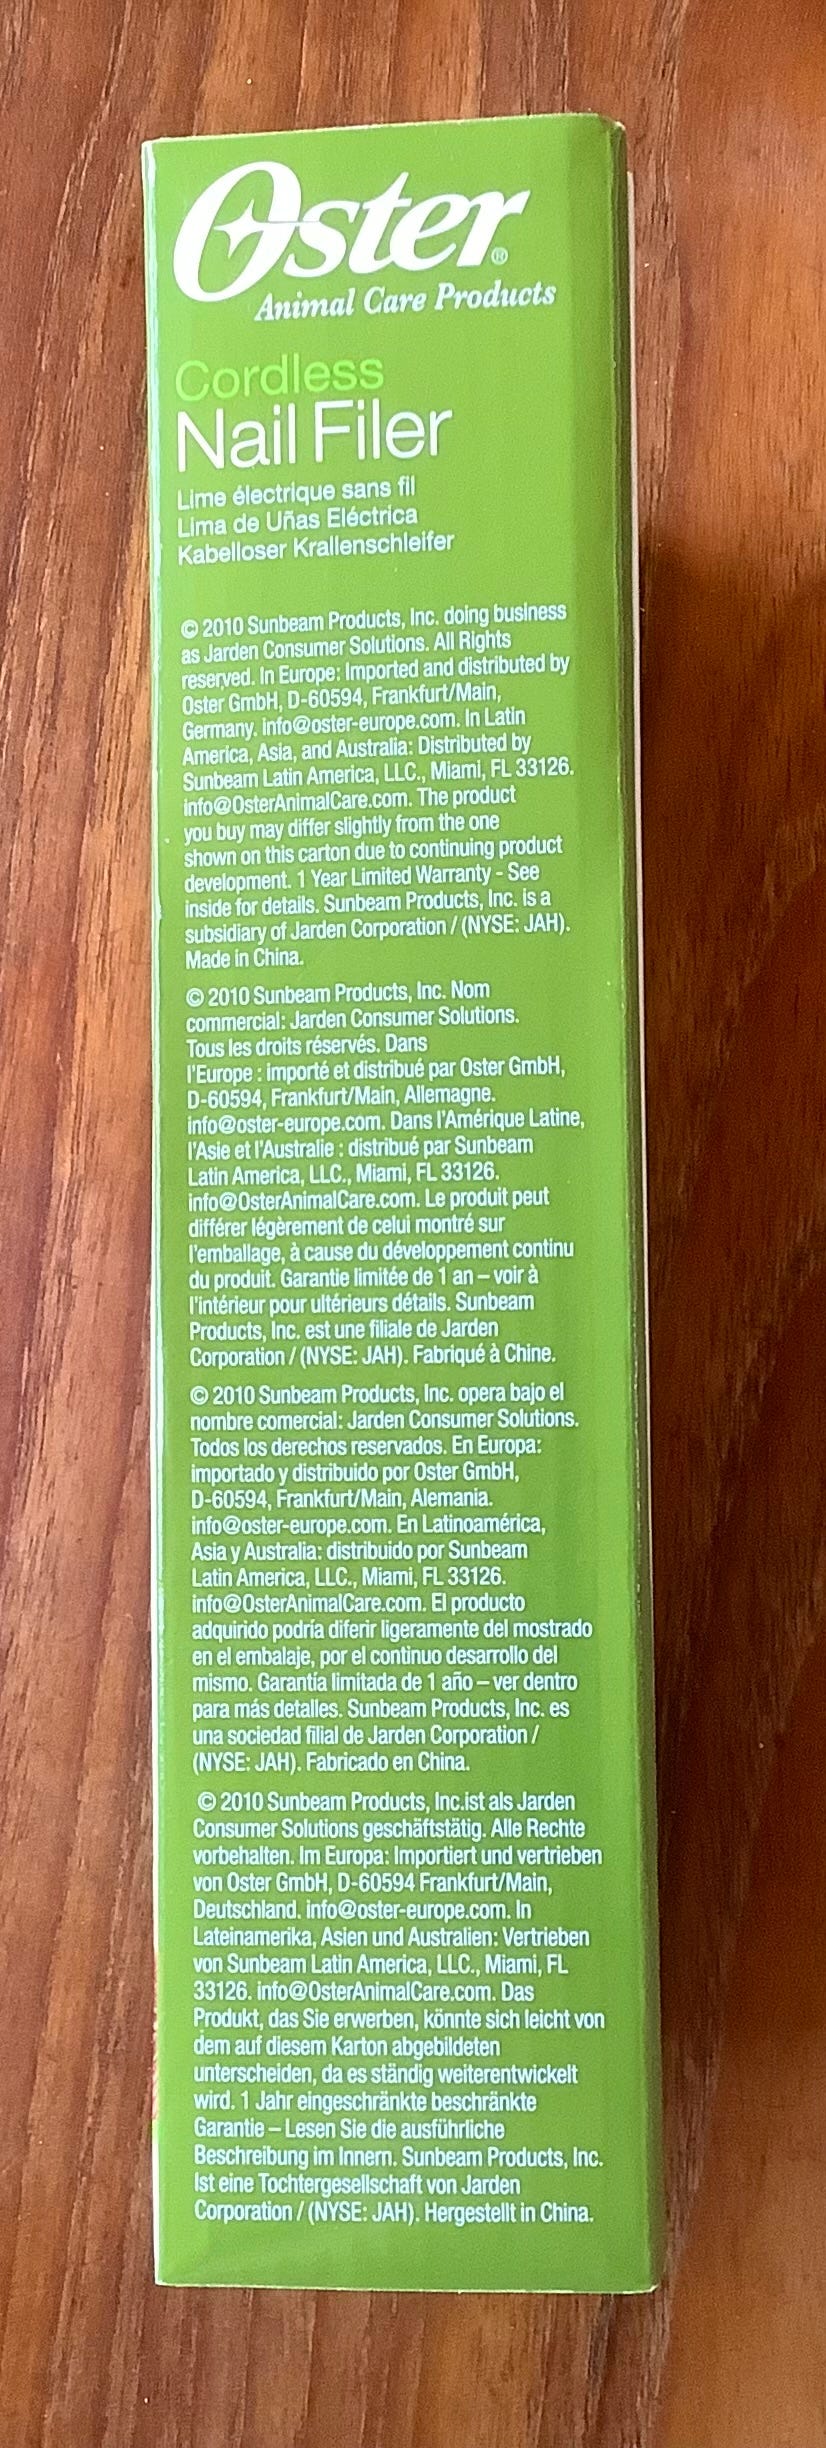 Oster®
Animal Care Products
Cordless
Nail Filer
Lime électrique sans fil
Lima de Uñas Eléctrica
Kabelloser Krallenschleifer
© 2010 Sunbeam Products, Inc. doing business
as Jarden Consumer Solutions. All Rights
reserved. In Europe: Imported and distributed by
Oster GmbH, D-60594, Frankfurt/Main,
Germany. info@oster-europe.com. In Latin
America, Asia, and Australia: Distributed by
Sunbeam Latin America, LLC., Miami, FL 33126.
info@OsterAnimalCare.com. The product
you buy may differ slightly from the one
shown on this carton due to continuing product
development. 1 Year Limited Warranty - See
inside for details. Sunbeam Products, Inc. is a
subsidiary of Jarden Corporation / (NYSE: JAH).
Made in China.
© 2010 Sunbeam Products, Inc. Nom
commercial: Jarden Consumer Solutions.
Tous les droits réservés. Dans
l'Europe : importé et distribué par Oster GmbH,
D-60594, Frankfurt/Main, Allemagne.
info@oster-europe.com. Dans l'Amérique Latine,
l'Asie et l'Australie : distribué par Sunbeam
Latin America, LLC., Miami, FL 33126.
info@OsterAnimalCare.com. Le produit peut
différer légèrement de celui montré sur
l'emballage, à cause du développement continu
du produit. Garantie limitée de 1 an – voir à
l'intérieur pour ultérieurs détails. Sunbeam
Products, Inc. est une filiale de Jarden
Corporation / (NYSE: JAH). Fabriqué à Chine.
© 2010 Sunbeam Products, Inc. opera bajo el
nombre comercial: Jarden Consumer Solutions.
Todos los derechos reservados. En Europa:
importado y distribuido por Oster GmbH,
D-60594, Frankfurt/Main, Alemania.
info@oster-europe.com. En Latinoamérica,
Asia y Australia: distribuido por Sunbeam
Latin America, LLC., Miami, FL 33126.
info@OsterAnimalCare.com. El producto
adquirido podría diferir ligeramente del mostrado
en el embalaje, por el continuo desarrollo del
mismo. Garantía limitada de 1 año – ver dentro
para más detalles. Sunbeam Products, Inc. es
una sociedad filial de Jarden Corporation /
(NYSE: JAH). Fabricado en China.
© 2010 Sunbeam Products, Inc.ist als Jarden
Consumer Solutions geschäftstätig. Alle Rechte
vorbehalten. Im Europa: Importiert und vertrieben
von Oster GmbH, D-60594 Frankfurt/Main,
Deutschland. info@oster-europe.com. In
Lateinamerika, Asien und Australien: Vertrieben
von Sunbeam Latin America, LLC., Miami, FL
33126. info@OsterAnimalCare.com. Das
Produkt, das Sie erwerben, könnte sich leicht von
dem auf diesem Karton abgebildeten
unterscheiden, da es ständig weiterentwickelt
wird. 1 Jahr eingeschränkte beschränkte
Garantie – Lesen Sie die ausführliche
Beschreibung im Innern. Sunbeam Products, Inc.
Ist eine Tochtergesellschaft von Jarden
Corporation / (NYSE: JAH). Hergestellt in China.